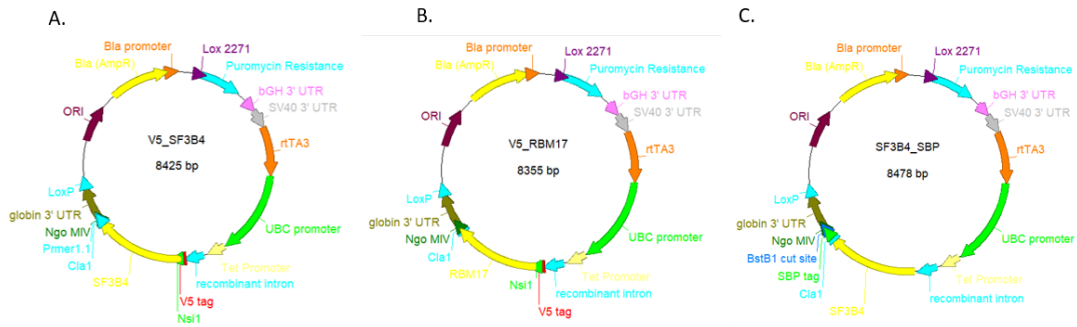 A.
Bla promoter
Lox 2271
Bla (AmpR)
Puromycin Resistance
bGH 3' UTR
SV40 3' UTR
ORI
rtTA3
V5_SF3B4
8425 bp
LoxP
globin 3' UTR
Ngo MIV
Prmer1.1
Cla1
UBC promoter
SF3B4
Tet Promoter
recombinant intron
V5 tag
Nsi1
B.
Bla promoter
Lox 2271
Bla (AmpR)
Puromycin Resistance
bGH 3' UTR
SV40 3' UTR
ORI
rtTA3
V5_RBM17
8355 bp
LoxP
globin 3' UTR
Ngo MIV
Cla1
UBC promoter
RBM17
Tet Promoter
Nsi1
recombinant intron
V5 tag
C.
Bla promoter
Lox 2271
Bla (AmpR)
Puromycin Resistance
bGH 3' UTR
SV40 3' UTR
ORI
rtTA3
SF3B4_SBP
8478 bp
LoxP
globin 3' UTR
Ngo MIV
BstB1 cut site
SBP tag
Cla1
UBC promoter
Tet Promoter
recombinant intron
SF3B4